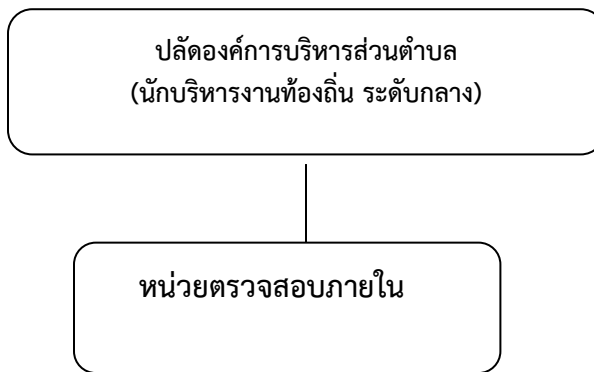 ปลัดองค์การบริหารส่วนตำบล
(นักบริหารงานท้องถิ่น ระดับกลาง)
หน่วยตรวจสอบภายใน